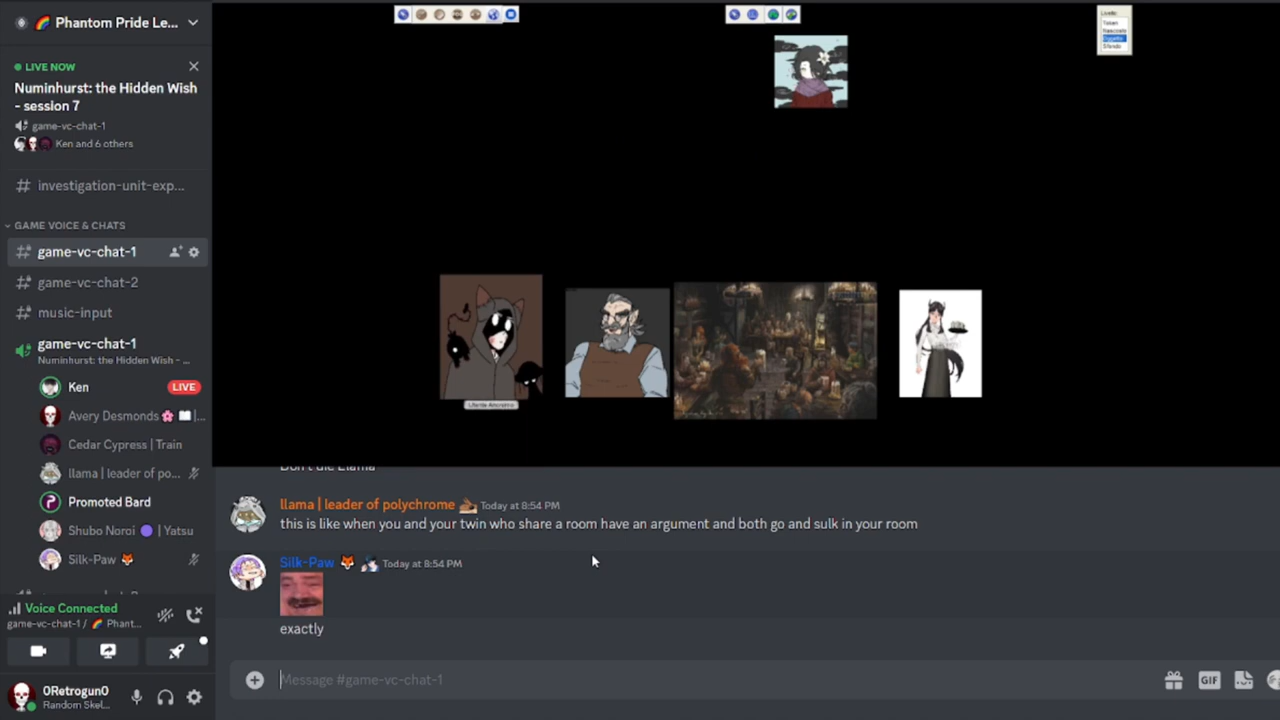 Phantom Pride Le...
LIVE NOW
Numinhurst: the Hidden Wish
- session 7
game-vc-chat-1
Ken and 6 others
investigation-unit-exp...
GAME VOICE & CHATS
game-vc-chat-1
game-vc-chat-2
music-input
game-vc-chat-1
Numinhurst: the Hidden Wish - ...
Ken
LIVE
Avery Desmonds
Cedar Cypress | Train
llama | leader of po...
Promoted Bard
Shubo Noroi | Yatsu
Silk-Paw
Voice Connected
game-vc-chat-1 / Phant...
0Retrogun0
Random Skel...
Token
Sfondo
Don't die Llama
llama | leader of polychrome Today at 8:54 PM
this is like when you and your twin who share a room have an argument and both go and sulk in your room
Silk-Paw Today at 8:54 PM
exactly
Message #game-vc-chat-1
GIF